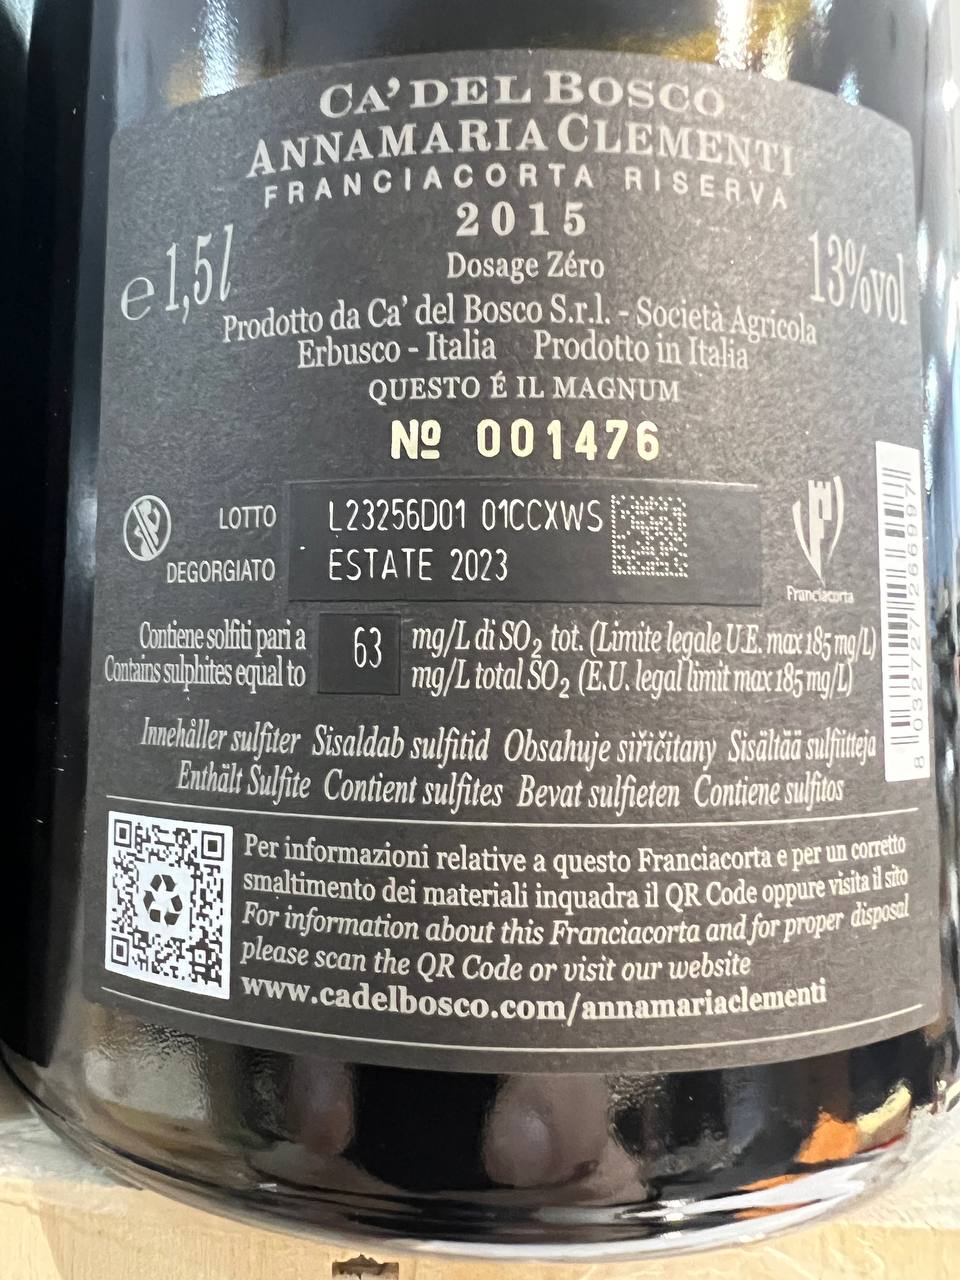 CA' DEL BOSCO
ANNAMARIA CLEMENTI
FRANCIACORTA RISERVA
2015
Dosage Zéro
e 1,5 l
13%vol
Prodotto da Ca' del Bosco S.r.l. - Società Agricola
Erbusco - Italia Prodotto in Italia
QUESTO É IL MAGNUM
Nº 001476
LOTTO L23256D01 01CCXWS
DEGORGIATO ESTATE 2023
Franciacorta
8 032727 266997
Contiene solfiti pari a 63 mg/L di SO2 tot. (Limite legale U.E. max 185 mg/L)
Contains sulphites equal to mg/L total SO2 (E.U. legal limit max 185 mg/L)
Innehåller sulfiter Sisaldab sulfitid Obsahuje siřičitany Sisältää sulfiitteja
Enthält Sulfite Contient sulfites Bevat sulfieten Contiene sulfitos
Per informazioni relative a questo Franciacorta e per un corretto
smaltimento dei materiali inquadra il QR Code oppure visita il sito
For information about this Franciacorta and for proper disposal
please scan the QR Code or visit our website
www.cadelbosco.com/annamariaclementi